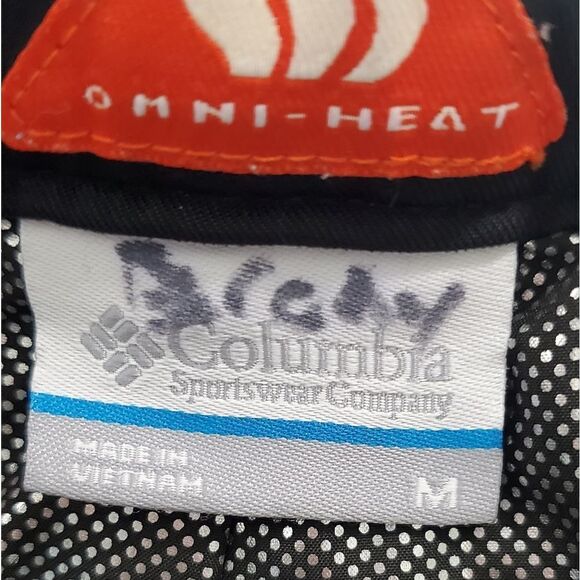 OMNI-HEAT
Columbia
Sportswear Company
MADE IN
VIETNAM
M